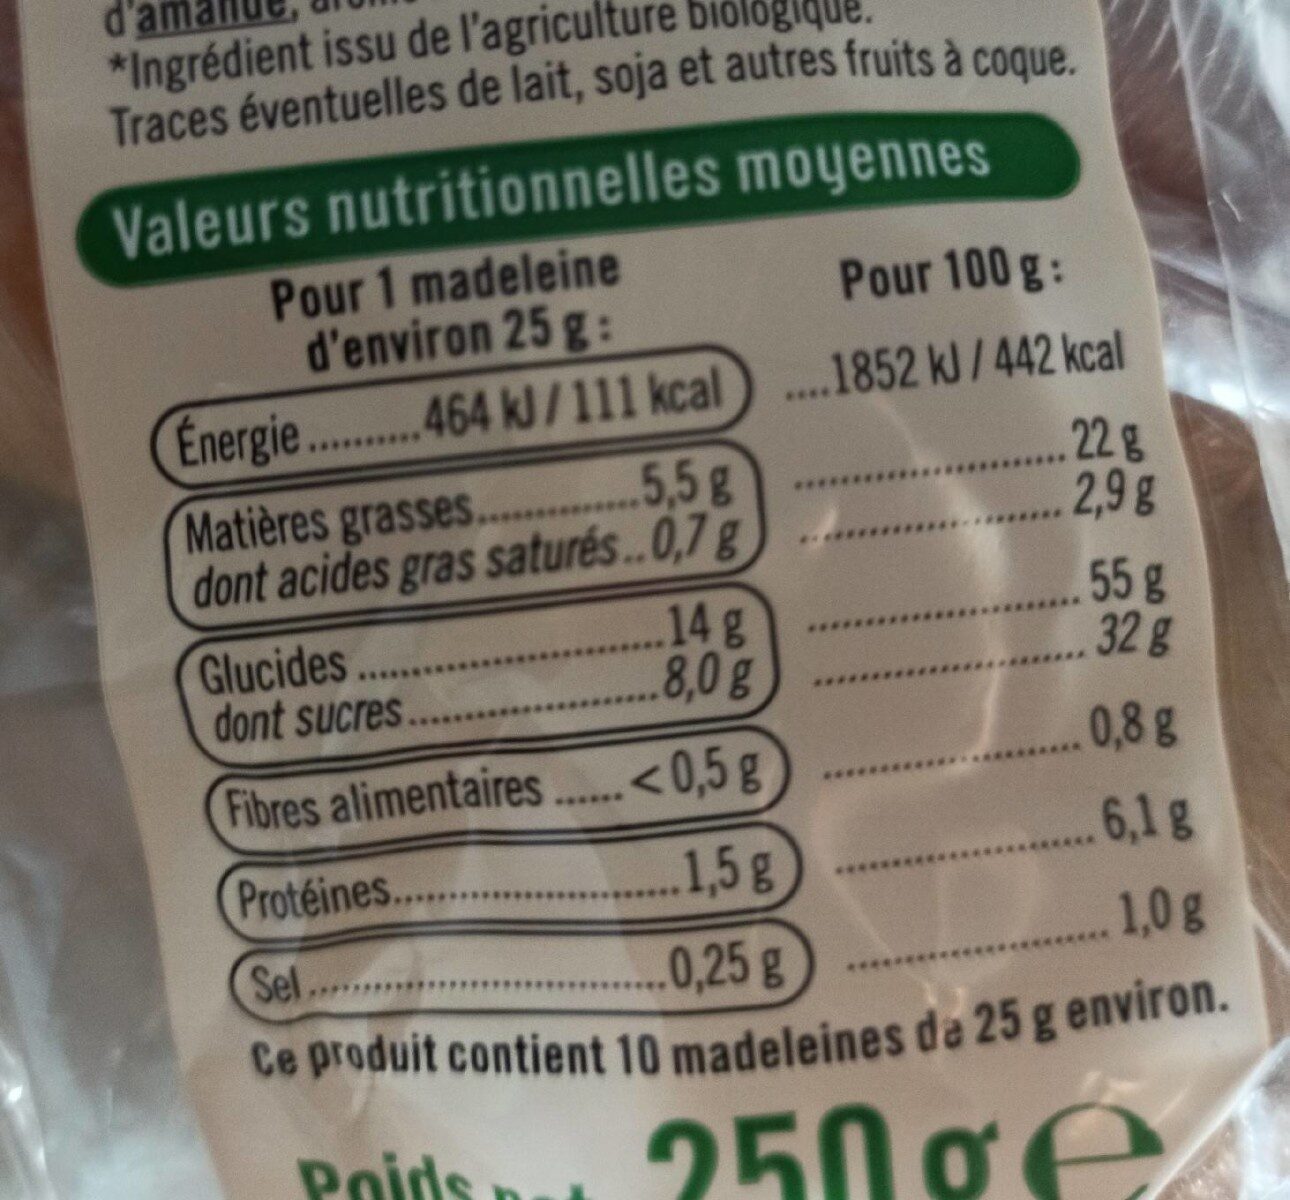 d'amande,
*Ingrédient issu de l'agriculture biologique.
Traces éventuelles de lait, soja et autres fruits à coque.
Valeurs nutritionnelles moyennes
Pour 1 madeleine
d'environ 25 g :
Pour 100 g :
Énergie..........464 kJ / 111 kcal ....1852 kJ / 442 kcal
Matières grasses..............5,5 g ........................22 g
dont acides gras saturés..0,7 g ........................2,9 g
Glucides..........................14 g ........................55 g
dont sucres.....................8,0 g ........................32 g
Fibres alimentaires ......< 0,5 g ........................0,8 g
Protéines........................1,5 g ........................6,1 g
Sel................................0,25 g ........................1,0 g
Ce produit contient 10 madeleines de 25 g environ.
Poids net 250 g e